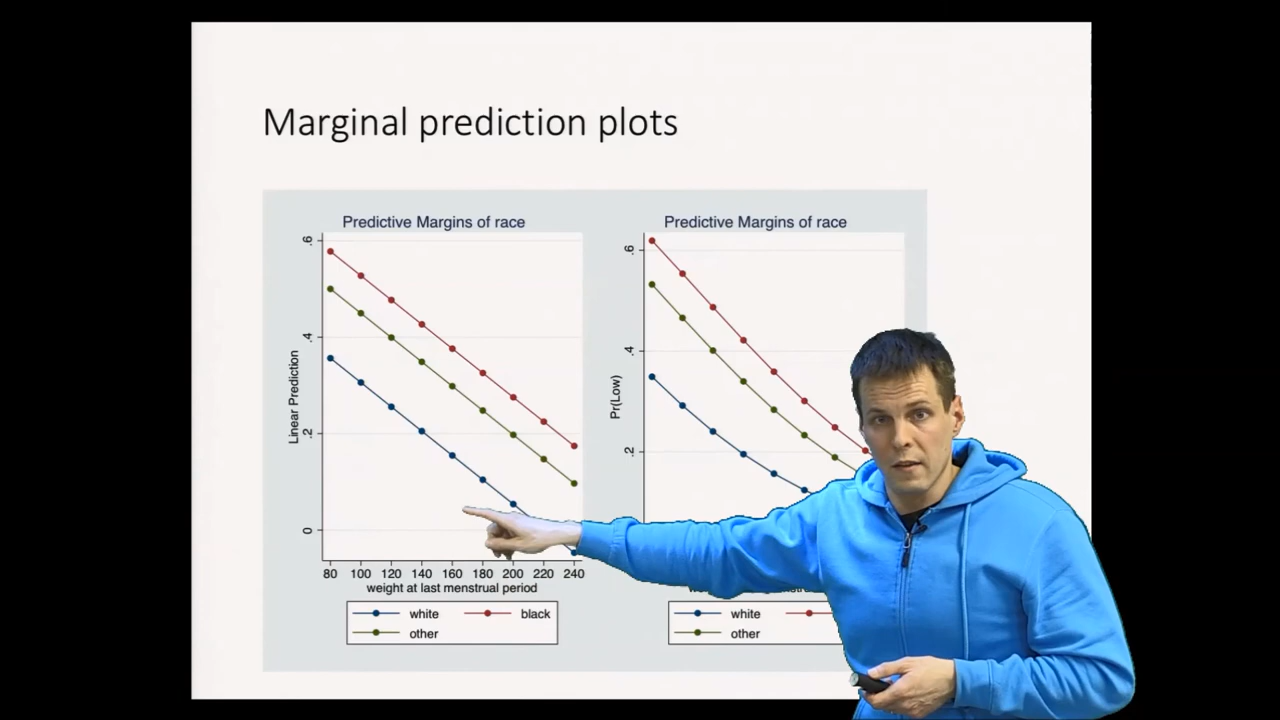 Marginal prediction plots
Predictive Margins of race
Linear Prediction
.6
.4
.2
0
80 100 120 140 160 180 200 220 240
weight at last menstrual period
white black
other
Predictive Margins of race
Pr(Low)
.6
.4
.2
white
other